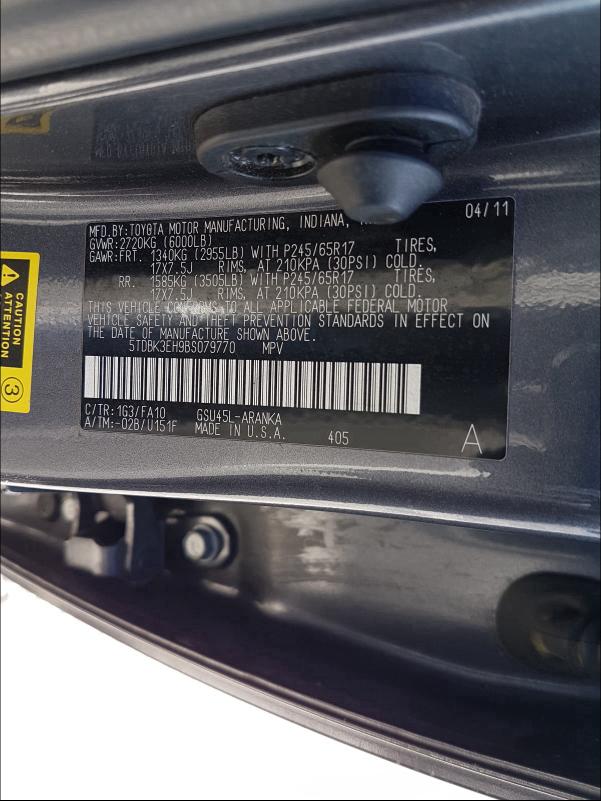 MFD.BY:TOYOTA MOTOR MANUFACTURING, INDIANA, 04/11
GVWR:2720KG (6000LB)
GAWR:FRT. 1340KG (2955LB) WITH P245/65R17 TIRES,
17X7.5J RIMS, AT 210KPA (30PSI) COLD.
RR. 1585KG (3505LB) WITH P245/65R17 TIRES,
17X7.5J RIMS, AT 210KPA (30PSI) COLD.
THIS VEHICLE CONFORMS TO ALL APPLICABLE FEDERAL MOTOR
VEHICLE SAFETY AND THEFT PREVENTION STANDARDS IN EFFECT ON
THE DATE OF MANUFACTURE SHOWN ABOVE.
5TDBK3EH9BS079770 MPV
C/TR:1G3/FA10 GSU45L-ARANKA
A/TM:-02B/U151F MADE IN U.S.A. 405 A
CAUTION
ATTENTION
3